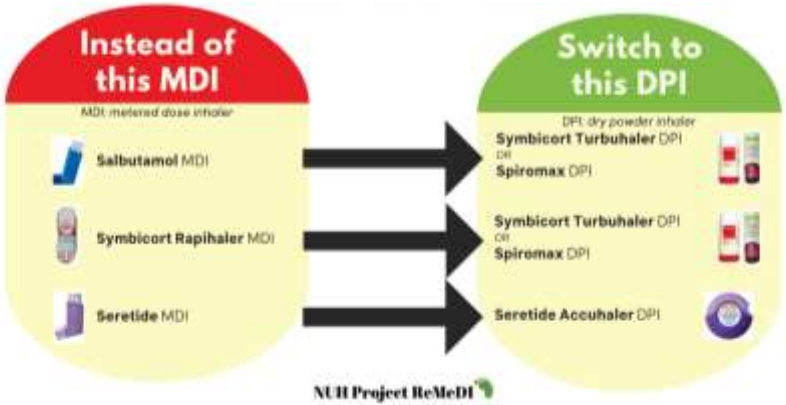 Instead of
this MDI
MDI: metered dose inhaler
Salbutamol MDI
Symbicort Rapihaler MDI
Seretide MDI
Switch to
this DPI
DPI: dry powder inhaler
Symbicort Turbuhaler DPI
OR
Spiromax DPI
Symbicort Turbuhaler DPI
OR
Spiromax DPI
Seretide Accuhaler DPI
NUH Project ReMeDI